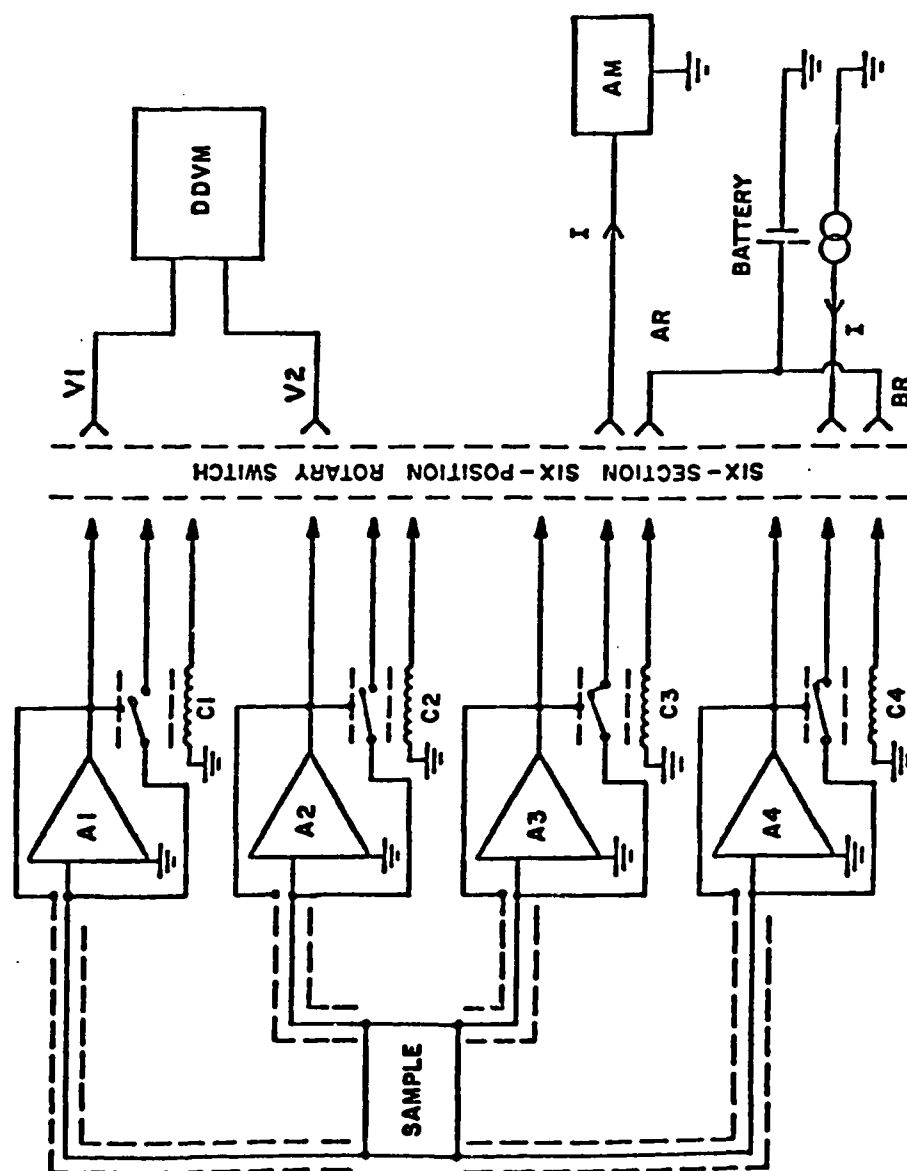 SAMPLE
A4
A3
A2
A1
C4
C3
C2
C1
SIX-SECTION SIX-POSITION ROTARY SWITCH
BR
I
AR
V2
V1
I
BATTERY
DDVM
AM